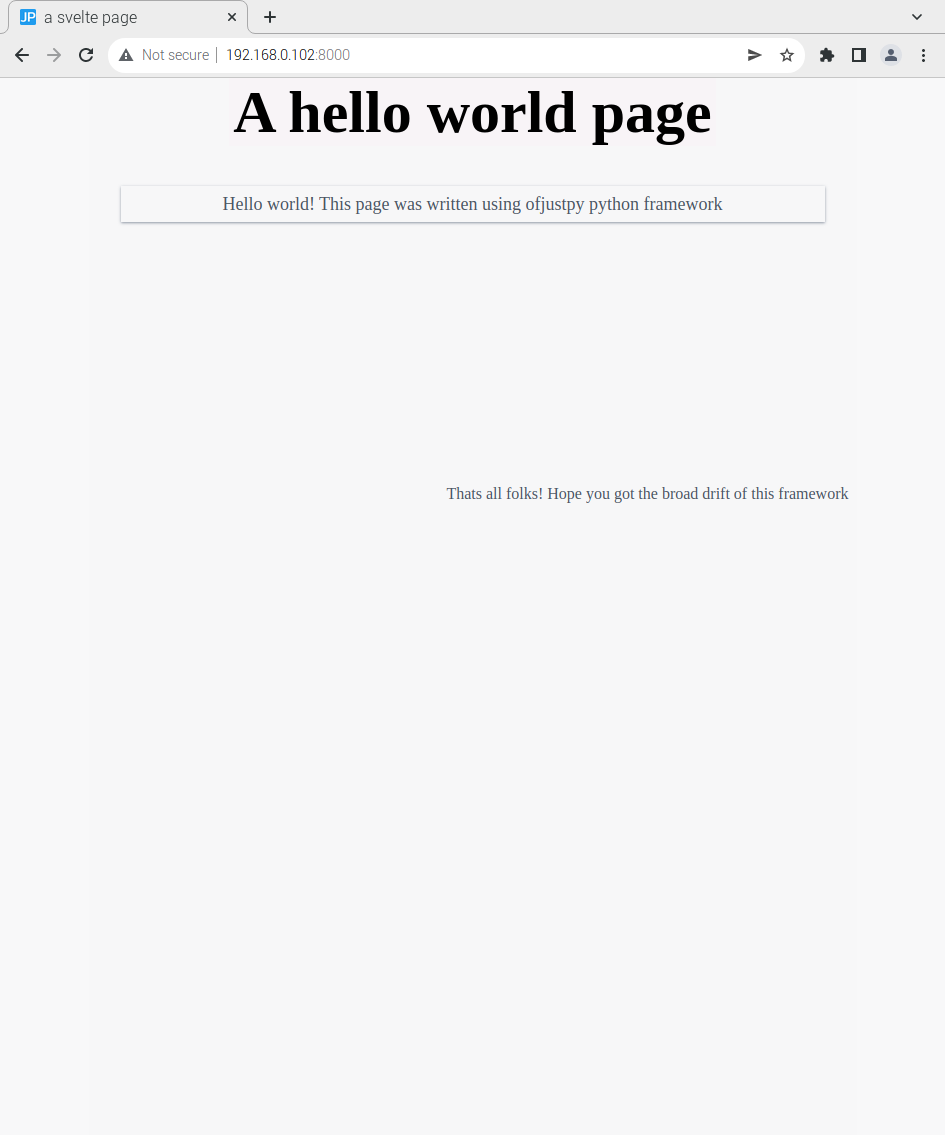 JP a svelte page
Not secure 192.168.0.102:8000
A hello world page
Hello world! This page was written using ofjustpy python framework
Thats all folks! Hope you got the broad drift of this framework